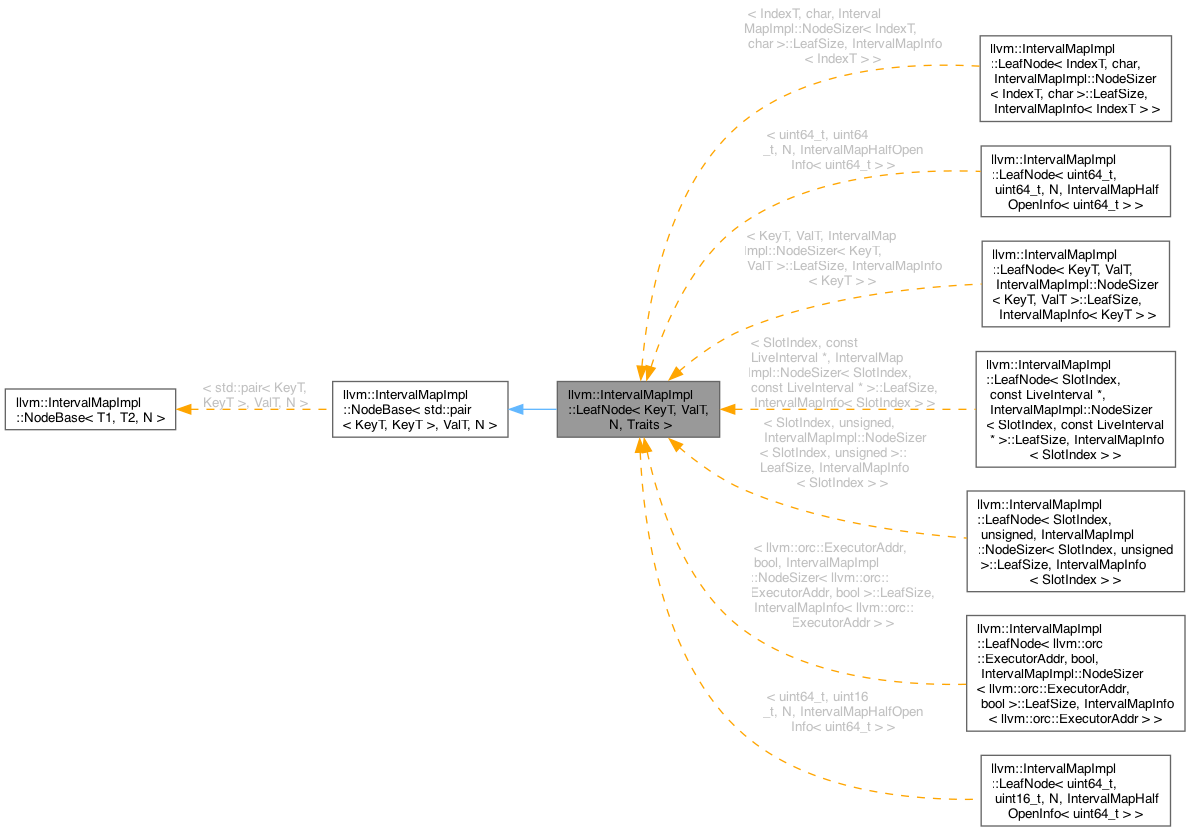 < IndexT, char, Interval
MapImpl::NodeSizer< IndexT,
char >::LeafSize, IntervalMapInfo
< IndexT > >
llvm::IntervalMapImpl
::LeafNode< IndexT, char,
IntervalMapImpl::NodeSizer
< IndexT, char >::LeafSize,
IntervalMapInfo< IndexT > >
< uint64_t, uint64
_t, N, IntervalMapHalfOpen
Info< uint64_t > >
llvm::IntervalMapImpl
::LeafNode< uint64_t,
uint64_t, N, IntervalMapHalf
OpenInfo< uint64_t > >
< KeyT, ValT, IntervalMap
Impl::NodeSizer< KeyT,
ValT >::LeafSize, IntervalMapInfo
< KeyT > >
llvm::IntervalMapImpl
::LeafNode< KeyT, ValT,
IntervalMapImpl::NodeSizer
< KeyT, ValT >::LeafSize,
IntervalMapInfo< KeyT > >
llvm::IntervalMapImpl
::NodeBase< T1, T2, N >
< std::pair< KeyT,
KeyT >, ValT, N >
llvm::IntervalMapImpl
::NodeBase< std::pair
< KeyT, KeyT >, ValT, N >
llvm::IntervalMapImpl
::LeafNode< KeyT, ValT,
N, Traits >
< SlotIndex, const
LiveInterval *, IntervalMap
Impl::NodeSizer< SlotIndex,
const LiveInterval * >::LeafSize,
IntervalMapInfo< SlotIndex > >
llvm::IntervalMapImpl
::LeafNode< SlotIndex,
const LiveInterval *,
IntervalMapImpl::NodeSizer
< SlotIndex, const LiveInterval
* >::LeafSize, IntervalMapInfo
< SlotIndex > >
< SlotIndex, unsigned,
IntervalMapImpl::NodeSizer
< SlotIndex, unsigned >::
LeafSize, IntervalMapInfo
< SlotIndex > >
llvm::IntervalMapImpl
::LeafNode< SlotIndex,
unsigned, IntervalMapImpl
::NodeSizer< SlotIndex, unsigned
>::LeafSize, IntervalMapInfo
< SlotIndex > >
< llvm::orc::ExecutorAddr,
bool, IntervalMapImpl
::NodeSizer< llvm::orc::
ExecutorAddr, bool >::LeafSize,
IntervalMapInfo< llvm::orc::
ExecutorAddr > >
llvm::IntervalMapImpl
::LeafNode< llvm::orc
::ExecutorAddr, bool,
IntervalMapImpl::NodeSizer
< llvm::orc::ExecutorAddr,
bool >::LeafSize, IntervalMapInfo
< llvm::orc::ExecutorAddr > >
< uint64_t, uint16
_t, N, IntervalMapHalfOpen
Info< uint64_t > >
llvm::IntervalMapImpl
::LeafNode< uint64_t,
uint16_t, N, IntervalMapHalf
OpenInfo< uint64_t > >